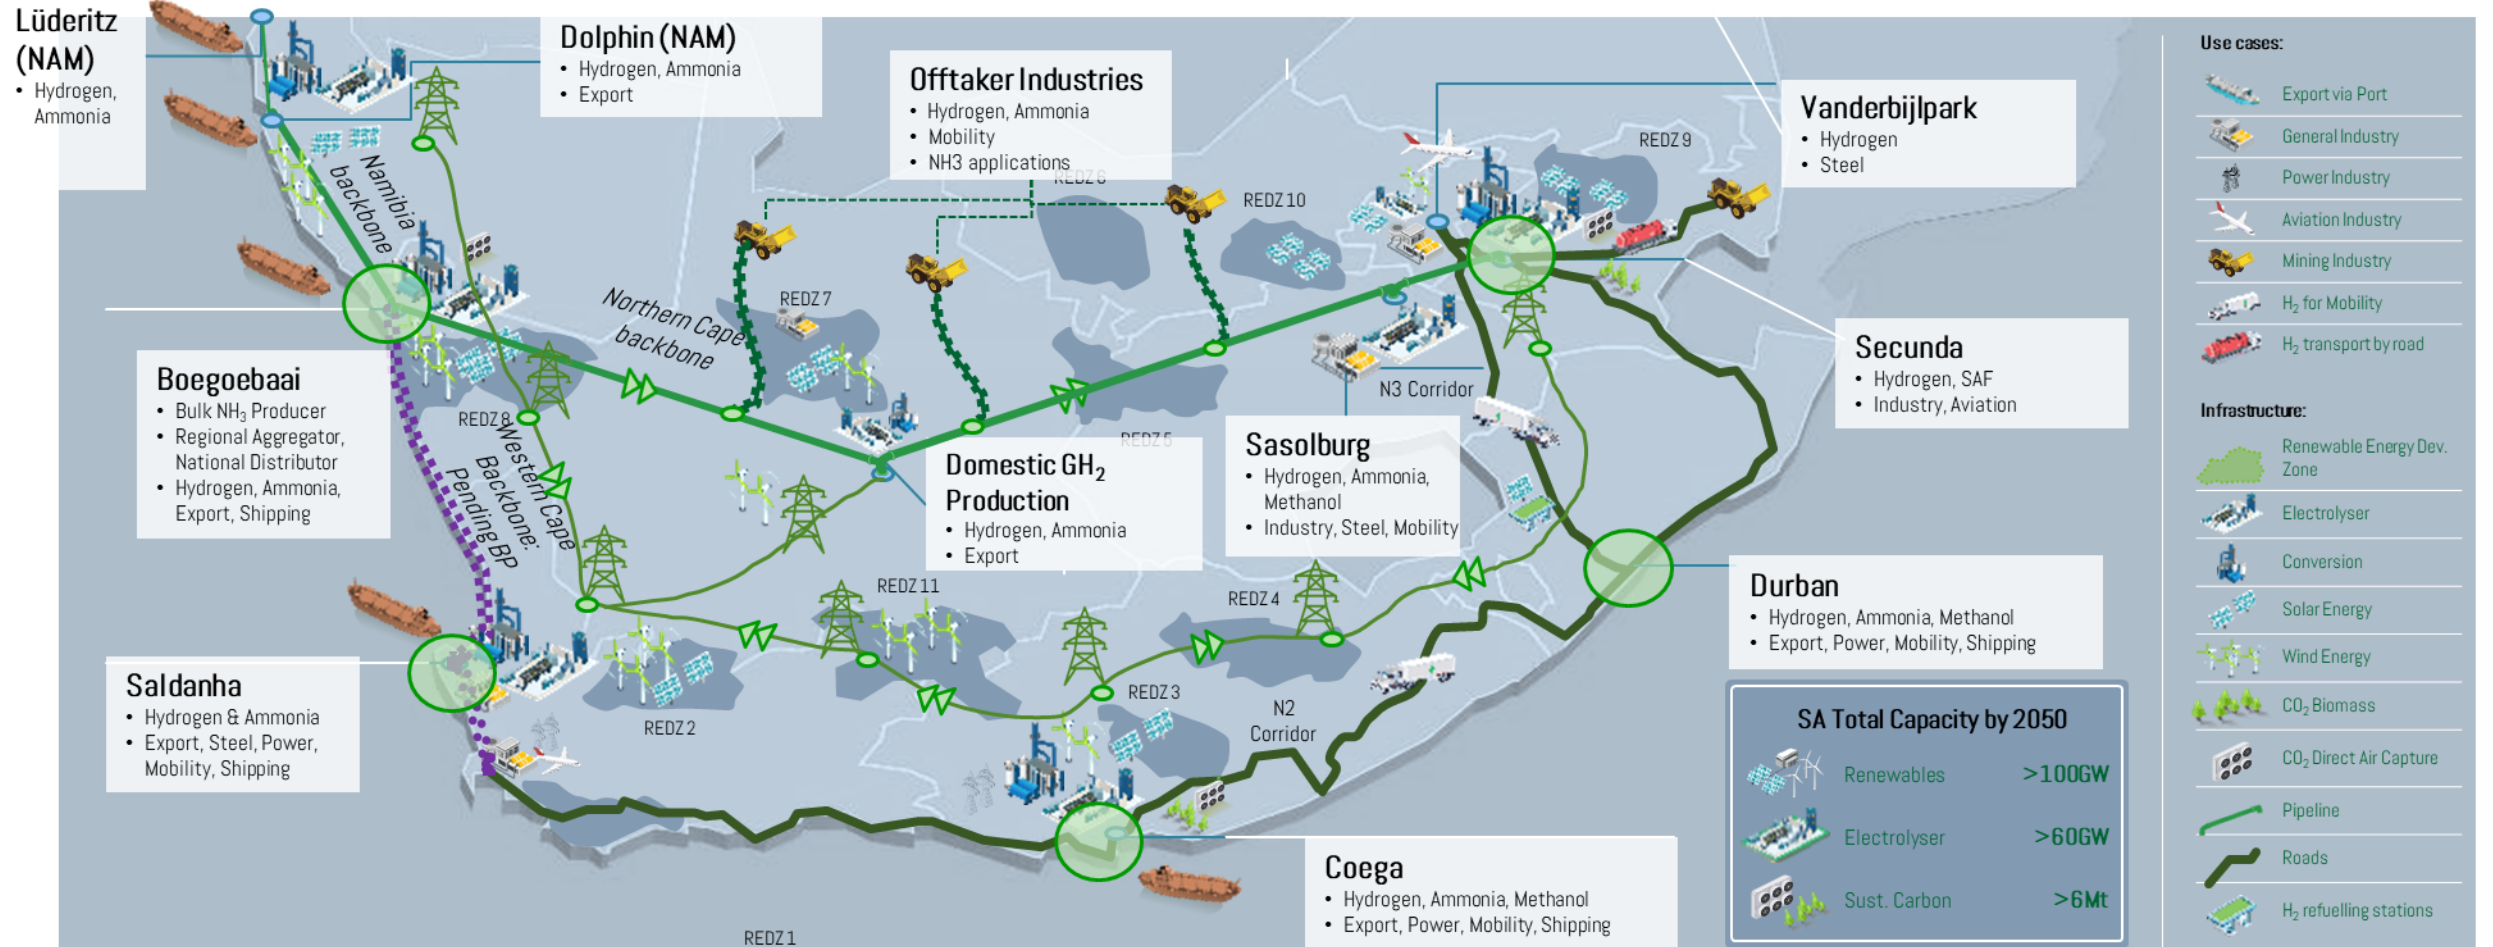 Lüderitz
(NAM)
• Hydrogen,
Ammonia
Dolphin (NAM)
• Hydrogen, Ammonia
• Export
Offtaker Industries
• Hydrogen, Ammonia
• Mobility
• NH3 applications
REDZ 6
Vanderbijlpark
• Hydrogen
• Steel
REDZ 9
REDZ 10
Namibia
backbone
Northern Cape
backbone
REDZ 7
Boegoebaai
• Bulk NH₃ Producer
• Regional Aggregator,
National Distributor
• Hydrogen, Ammonia,
Export, Shipping
REDZ 8
Western Cape
Backbone:
Pending BP
REDZ 5
Domestic GH₂
Production
• Hydrogen, Ammonia
• Export
N3 Corridor
Sasolburg
• Hydrogen, Ammonia,
Methanol
• Industry, Steel, Mobility
Secunda
• Hydrogen, SAF
• Industry, Aviation
Durban
• Hydrogen, Ammonia, Methanol
• Export, Power, Mobility, Shipping
REDZ 11
REDZ 4
Saldanha
• Hydrogen & Ammonia
• Export, Steel, Power,
Mobility, Shipping
REDZ 2
REDZ 3
N2
Corridor
Coega
• Hydrogen, Ammonia, Methanol
• Export, Power, Mobility, Shipping
REDZ 1
SA Total Capacity by 2050
Renewables >100GW
Electrolyser >60GW
Sust. Carbon >6Mt
Use cases:
Export via Port
General Industry
Power Industry
Aviation Industry
Mining Industry
H₂ for Mobility
H₂ transport by road
Infrastructure:
Renewable Energy Dev.
Zone
Electrolyser
Conversion
Solar Energy
Wind Energy
CO₂ Biomass
CO₂ Direct Air Capture
Pipeline
Roads
H₂ refuelling stations